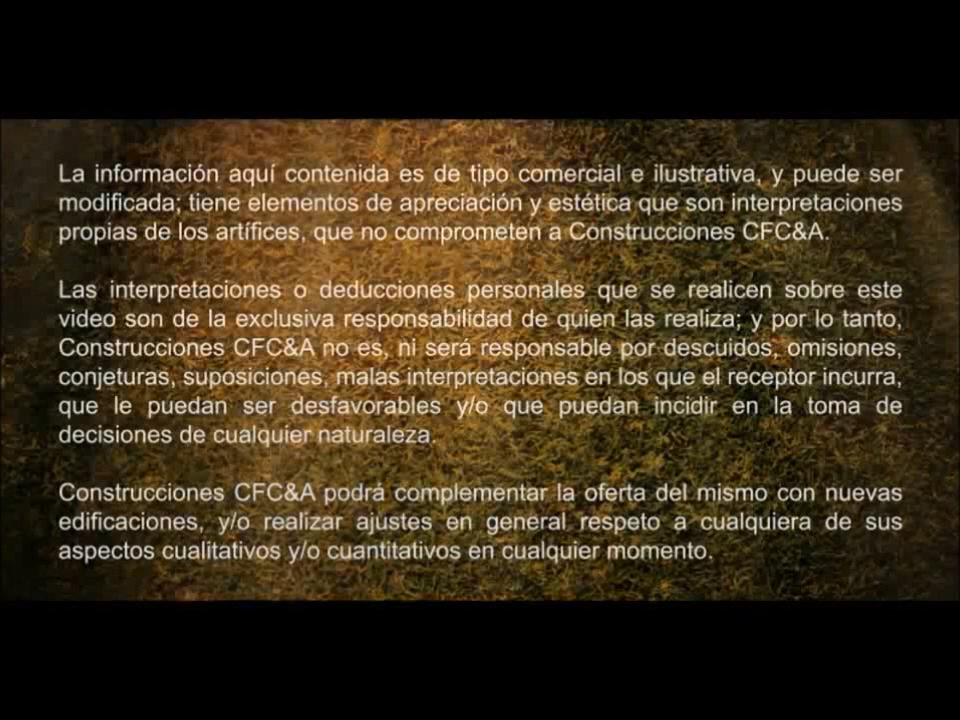 La información aquí contenida es de tipo comercial e ilustrativa, y puede ser
modificada; tiene elementos de apreciación y estética que son interpretaciones
propias de los artífices, que no comprometen a Construcciones CFC&A.
Las interpretaciones o deducciones personales que se realicen sobre este
video son de la exclusiva responsabilidad de quien las realiza; y por lo tanto,
Construcciones CFC&A no es, ni será responsable por descuidos, omisiones,
conjeturas, suposiciones, malas interpretaciones en los que el receptor incurra,
que le puedan ser desfavorables y/o que puedan incidir en la toma de
decisiones de cualquier naturaleza.
Construcciones CFC&A podrá complementar la oferta del mismo con nuevas
edificaciones, y/o realizar ajustes en general respeto a cualquiera de sus
aspectos cualitativos y/o cuantitativos en cualquier momento.